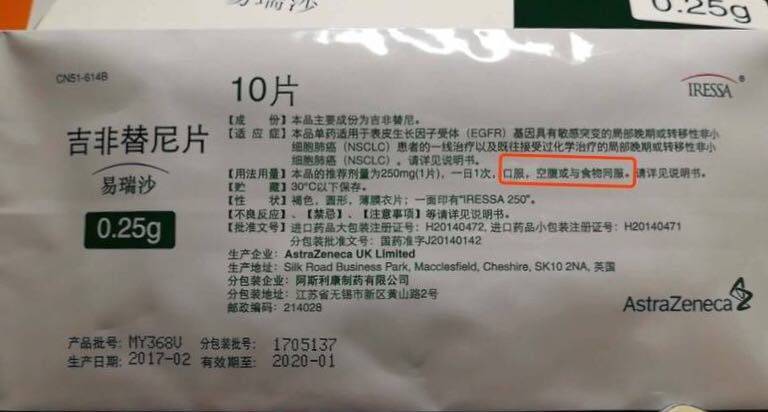 易瑞沙
0.25g
CN51-614B
10片
IRESSA®
吉非替尼片
易瑞沙
0.25g
【成 份】本品主要成份为吉非替尼。
【适 应 症】本品单药适用于表皮生长因子受体（EGFR）基因具有敏感突变的局部晚期或转移性非小
细胞肺癌（NSCLC）患者的一线治疗以及既往接受过化学治疗的局部晚期或转移性非小
细胞肺癌（NSCLC）。请详见说明书。
【用法用量】本品的推荐剂量为250mg(1片)，一日1次，口服，空腹或与食物同服。请详见说明书。
【贮 藏】30℃以下保存。
【性 状】褐色，圆形，薄膜衣片；一面印有"IRESSA 250"。
【不良反应】、【禁忌】、【注意事项】等请详见说明书。
【批准文号】进口药品大包装注册证号：H20140472, 进口药品小包装注册证号：H20140471
分包装批准文号：国药准字J20140142
生产企业：AstraZeneca UK Limited
生产地址：Silk Road Business Park, Macclesfield, Cheshire, SK10 2NA, 英国
分包装企业：阿斯利康制药有限公司
分包装地址：江苏省无锡市新区黄山路2号
邮政编码：214028
AstraZeneca
产品批号：MY368U 分包装批号：1705137
生产日期：2017-02 有效期至：2020-01